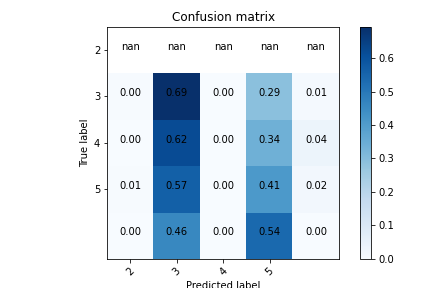 Confusion matrix
2 nan nan nan nan nan
3 0.00 0.69 0.00 0.29 0.01
4 0.00 0.62 0.00 0.34 0.04
5 0.01 0.57 0.00 0.41 0.02
0.00 0.46 0.00 0.54 0.00
True label
2 3 4 5
Predicted label
0.6
0.5
0.4
0.3
0.2
0.1
0.0